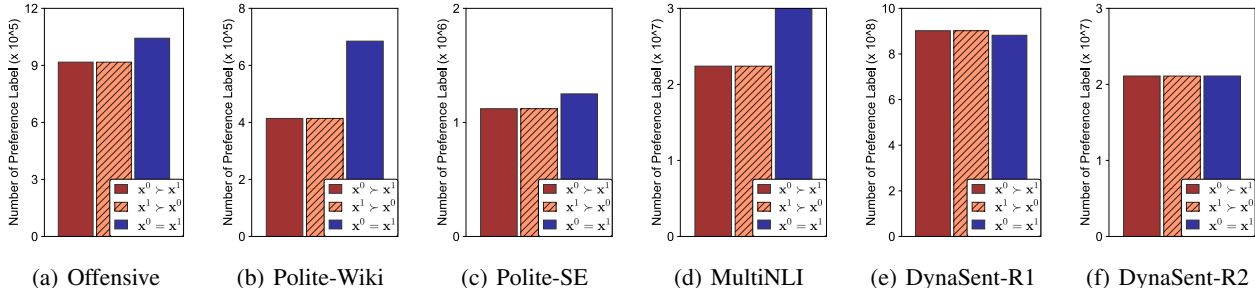 Number of Preference Label (x 10^5)
12
9
6
3
0
x⁰ ≻ x¹
x¹ ≻ x⁰
x⁰ = x¹
(a) Offensive
Number of Preference Label (x 10^5)
8
6
4
2
0
x⁰ ≻ x¹
x¹ ≻ x⁰
x⁰ = x¹
(b) Polite-Wiki
Number of Preference Label (x 10^6)
2
1
0
x⁰ ≻ x¹
x¹ ≻ x⁰
x⁰ = x¹
(c) Polite-SE
Number of Preference Label (x 10^7)
3
2
1
0
x⁰ ≻ x¹
x¹ ≻ x⁰
x⁰ = x¹
(d) MultiNLI
Number of Preference Label (x 10^8)
10
8
6
4
2
0
x⁰ ≻ x¹
x¹ ≻ x⁰
x⁰ = x¹
(e) DynaSent-R1
Number of Preference Label (x 10^7)
3
2
1
0
x⁰ ≻ x¹
x¹ ≻ x⁰
x⁰ = x¹
(f) DynaSent-R2